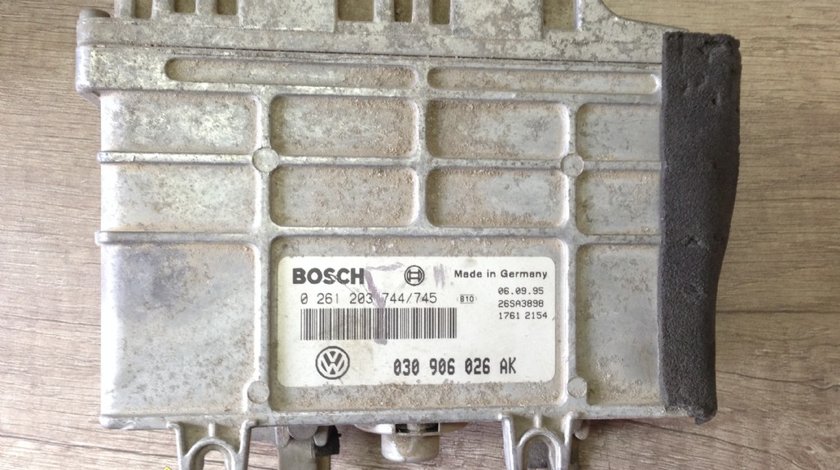 BOSCH Made in Germany
0 261 203 744/745 B10 06.09.95
26SA3898
1761 2154
030 906 026 AK